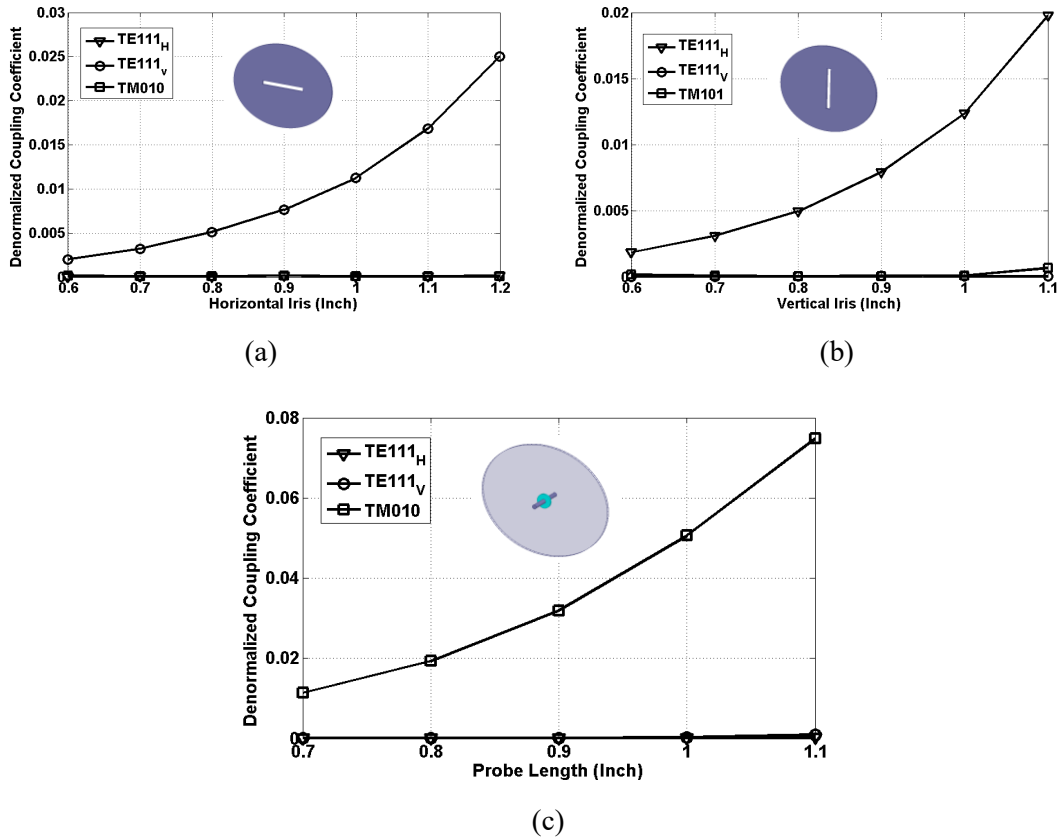 TE111H
TE111V
TM010
Denormalized Coupling Coefficient
0.03
0.025
0.02
0.015
0.01
0.005
0
0.6 0.7 0.8 0.9 1 1.1 1.2
Horizontal Iris (Inch)
(a)
TE111H
TE111V
TM101
Denormalized Coupling Coefficient
0.02
0.015
0.01
0.005
0
0.6 0.7 0.8 0.9 1 1.1
Vertical Iris (Inch)
(b)
TE111H
TE111V
TM010
Denormalized Coupling Coefficient
0.08
0.06
0.04
0.02
0
0.7 0.8 0.9 1 1.1
Probe Length (Inch)
(c)